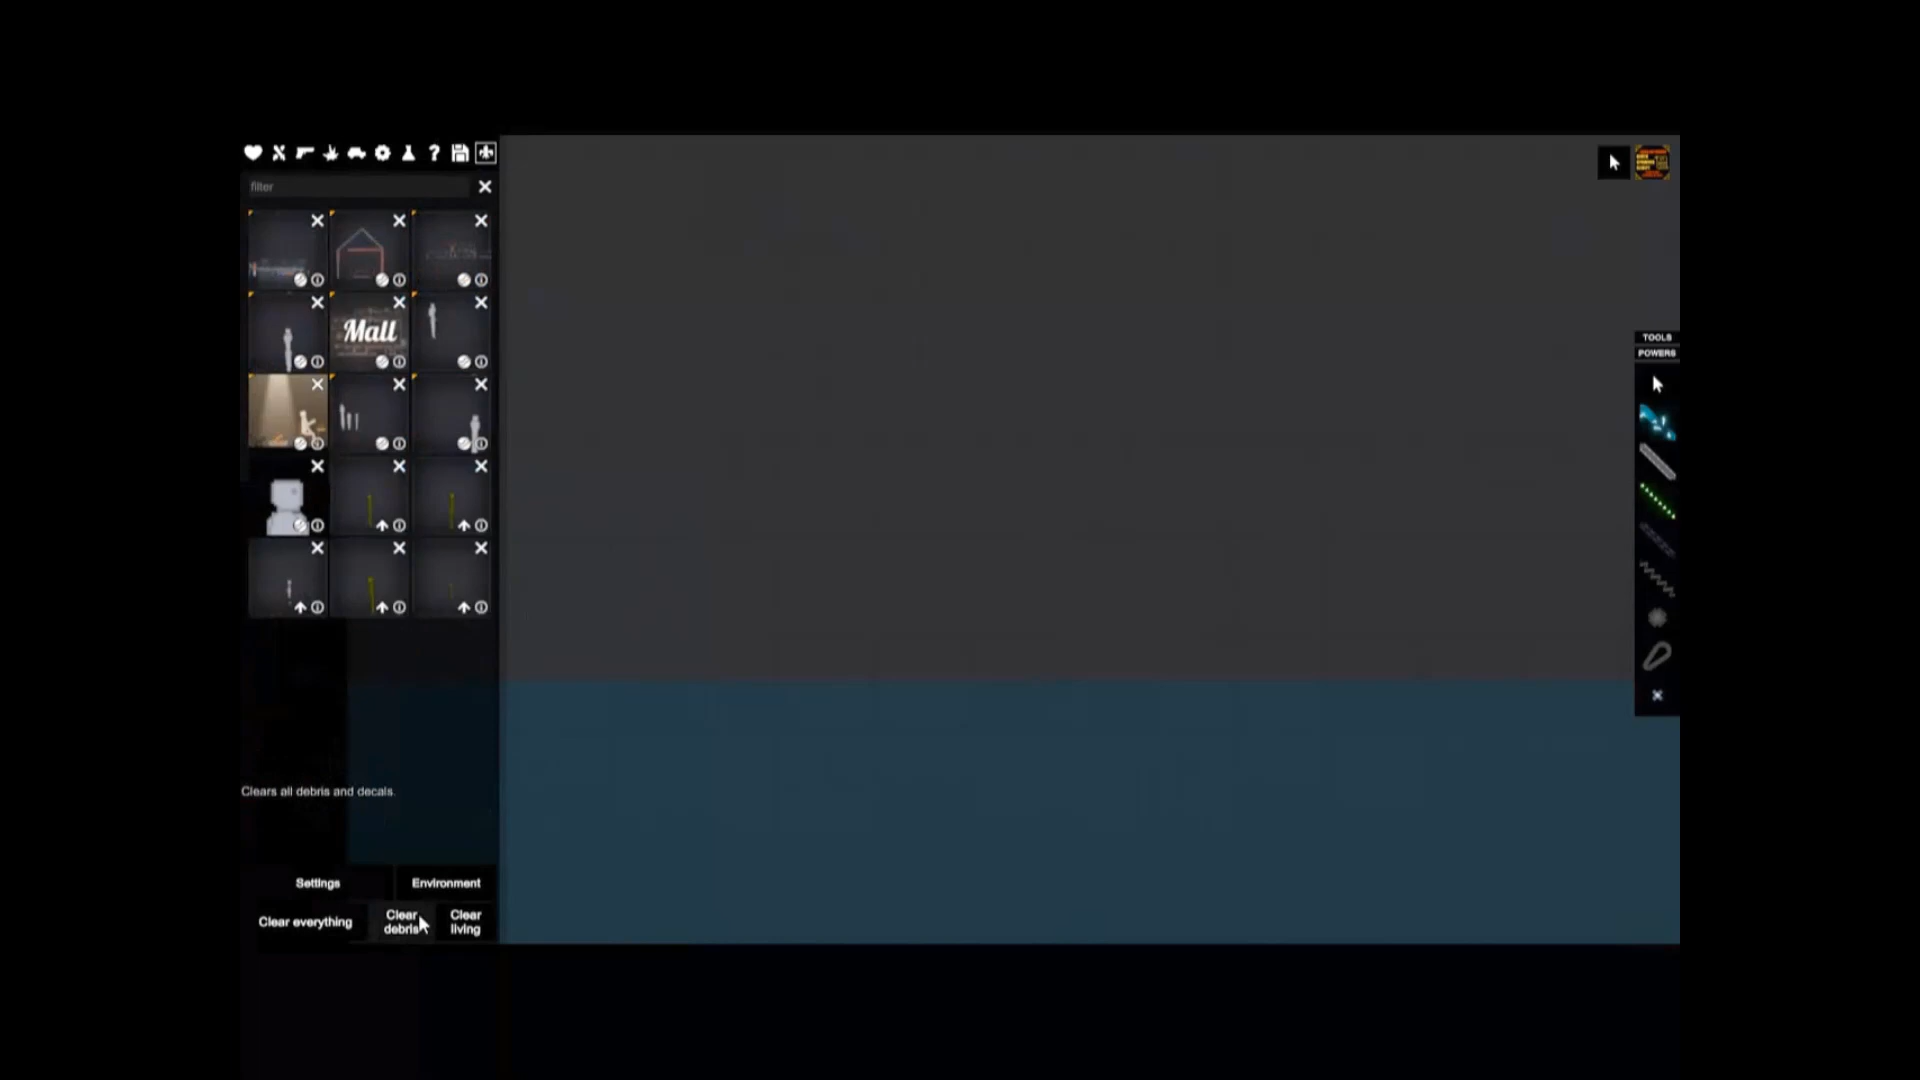 filter
Mall
TOOLS
POWERS
Clears all debris and decals.
Settings
Environment
Clear everything
Clear
debris
Clear
living